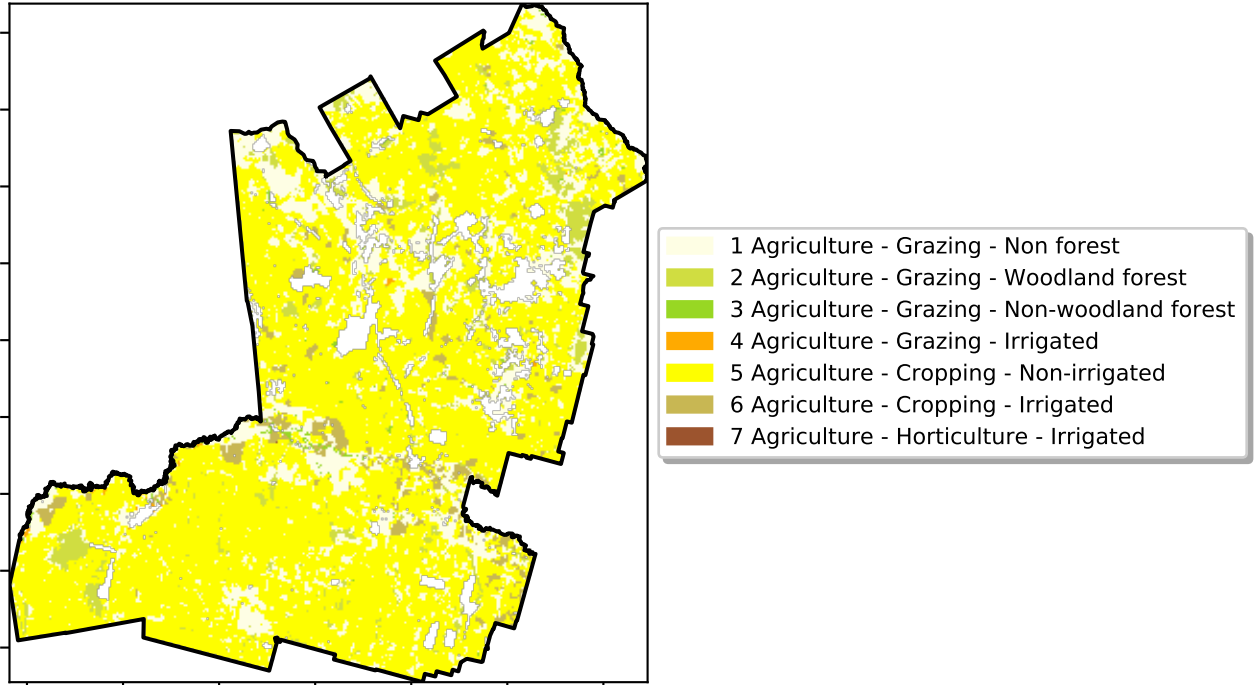 1 Agriculture - Grazing - Non forest
2 Agriculture - Grazing - Woodland forest
3 Agriculture - Grazing - Non-woodland forest
4 Agriculture - Grazing - Irrigated
5 Agriculture - Cropping - Non-irrigated
6 Agriculture - Cropping - Irrigated
7 Agriculture - Horticulture - Irrigated